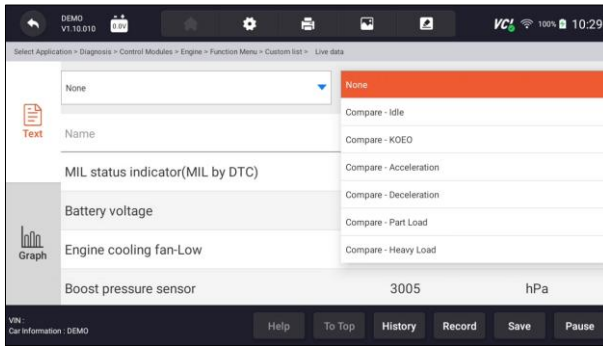 DEMO
V1.10.010
0.0V
VCI
100%
10:29
Select Application > Diagnosis > Control Modules > Engine > Function Menu > Custom list > Live data
Text
Graph
None
Name
MIL status indicator(MIL by DTC)
Battery voltage
Engine cooling fan-Low
Boost pressure sensor 3005 hPa
None
Compare - Idle
Compare - KOEO
Compare - Acceleration
Compare - Deceleration
Compare - Part Load
Compare - Heavy Load
VIN :
Car Information : DEMO
Help To Top History Record Save Pause